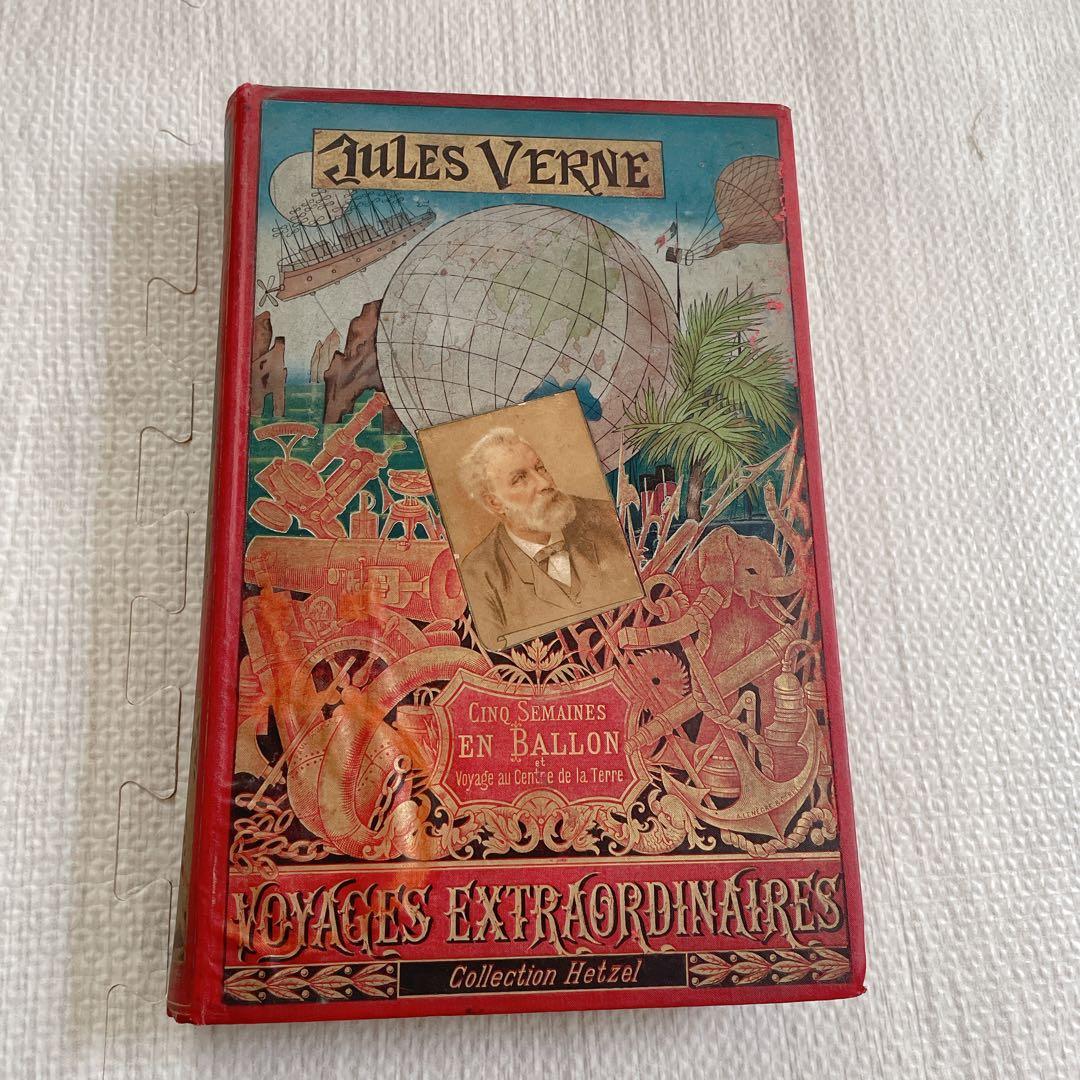 JULES VERNE
CINQ SEMAINES
EN BALLON
et
Voyage au Centre de la Terre
VOYAGES EXTRAORDINAIRES
Collection Hetzel